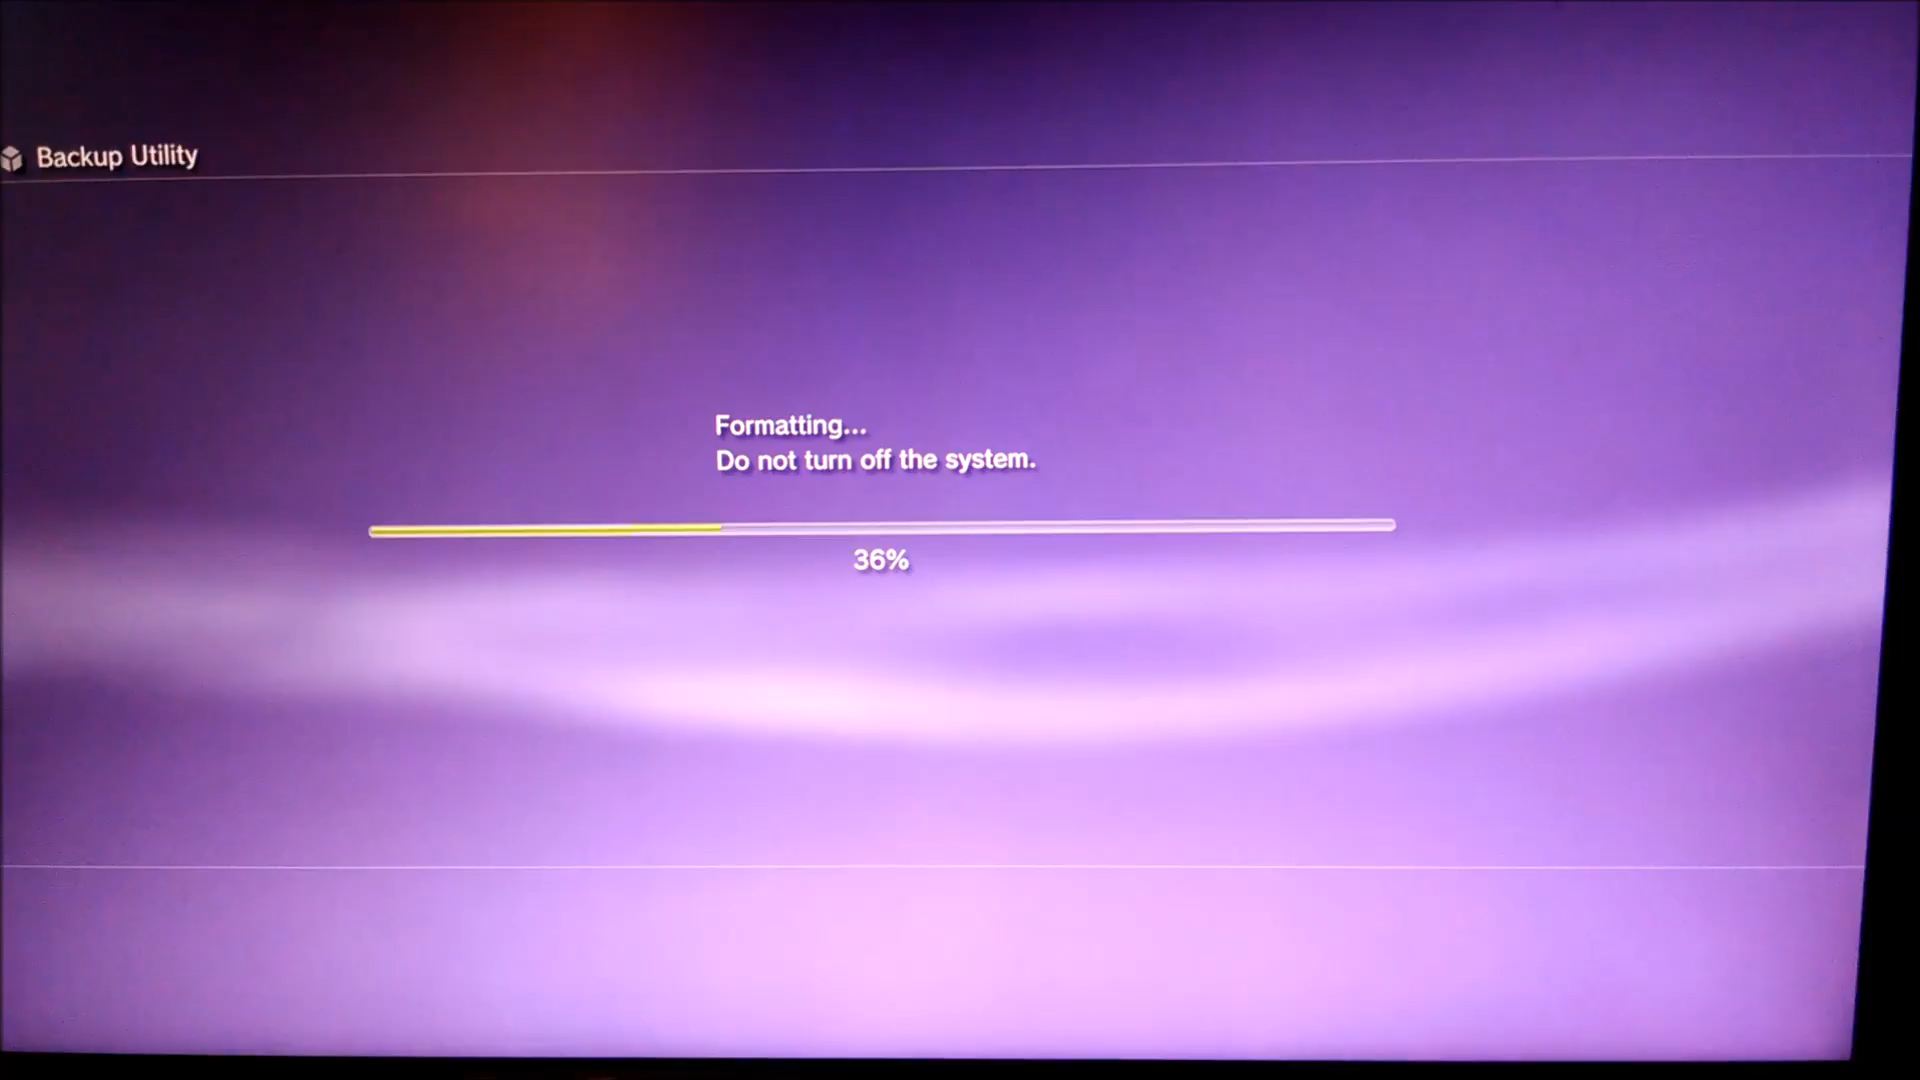 Backup Utility
Formatting...
Do not turn off the system.
36%